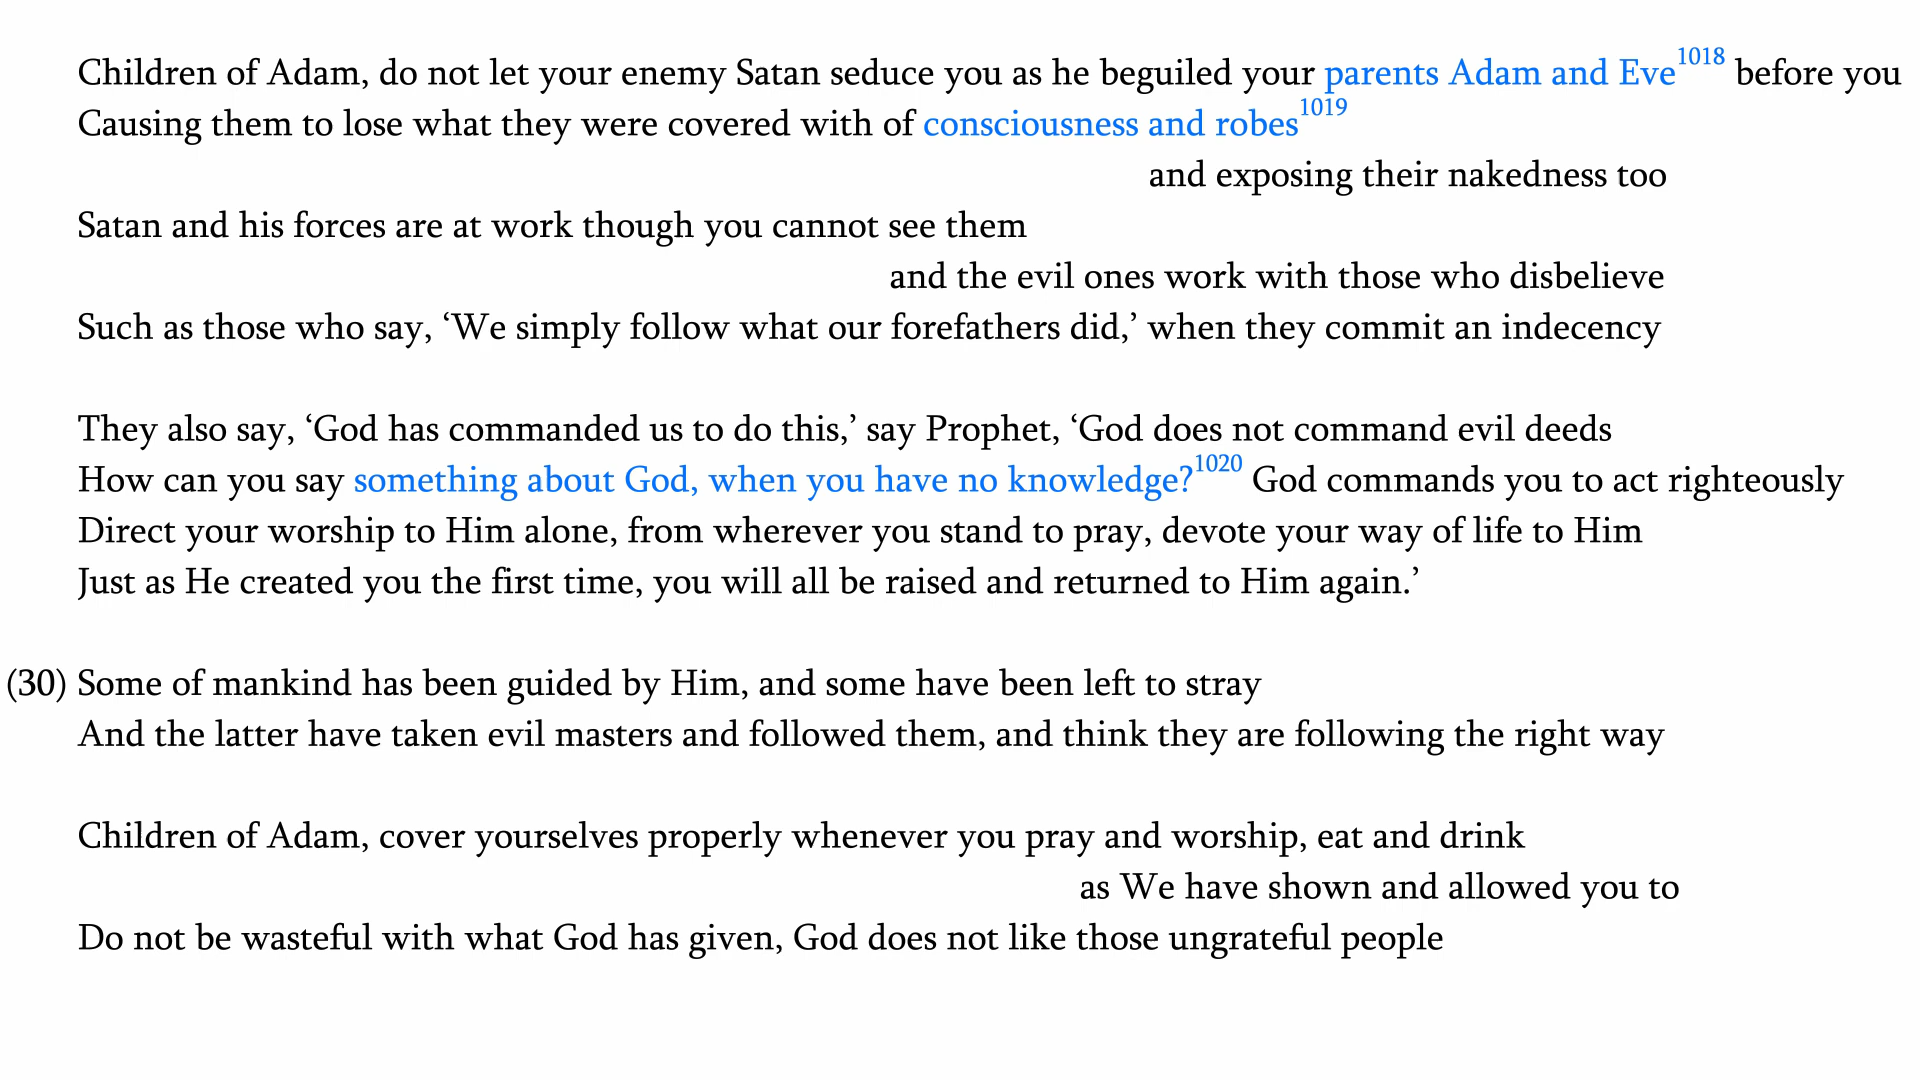 Children of Adam, do not let your enemy Satan seduce you as he beguiled your parents Adam and Eve1018 before you
Causing them to lose what they were covered with of consciousness and robes1019
and exposing their nakedness too
Satan and his forces are at work though you cannot see them
and the evil ones work with those who disbelieve
Such as those who say, ‘We simply follow what our forefathers did,’ when they commit an indecency
They also say, ‘God has commanded us to do this,’ say Prophet, ‘God does not command evil deeds
How can you say something about God, when you have no knowledge?1020 God commands you to act righteously
Direct your worship to Him alone, from wherever you stand to pray, devote your way of life to Him
Just as He created you the first time, you will all be raised and returned to Him again.’
(30) Some of mankind has been guided by Him, and some have been left to stray
And the latter have taken evil masters and followed them, and think they are following the right way
Children of Adam, cover yourselves properly whenever you pray and worship, eat and drink
as We have shown and allowed you to
Do not be wasteful with what God has given, God does not like those ungrateful people